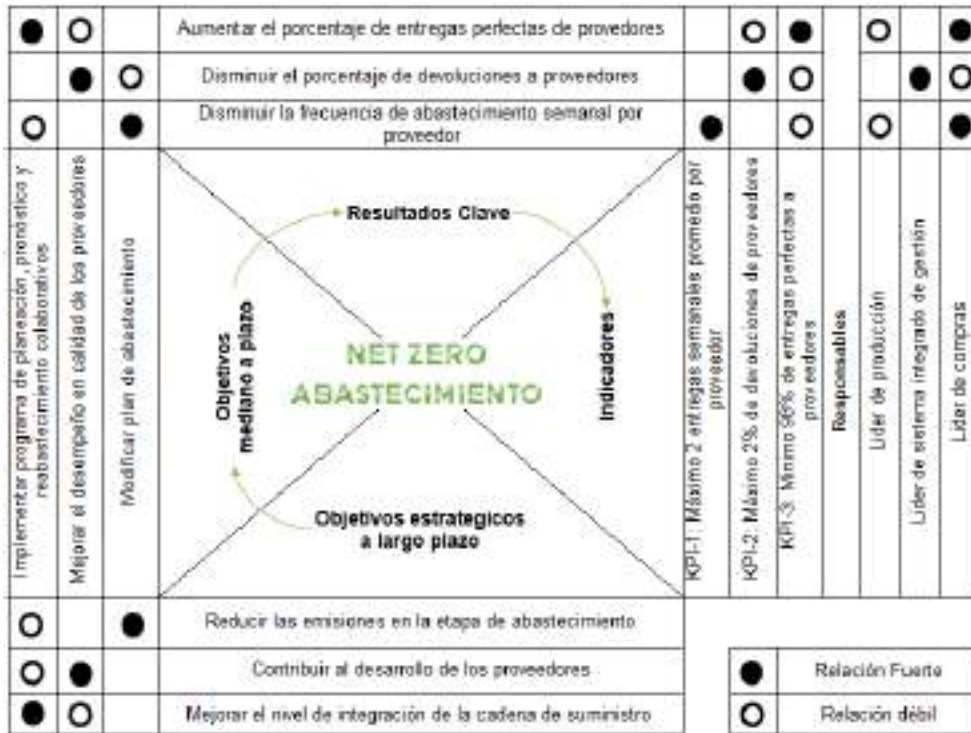 Aumentar el porcentaje de entregas perfectas de provedores
Disminuir el porcentaje de devoluciones a proveedores
Disminuir la frecuencia de abastecimiento semanal por
proveedor
Implementar programa de planeación, pronóstico y
reabastecimiento colaborativos
Mejorar el desempeño en calidad de los proveedores
Modificar plan de abastecimiento
Resultados Clave
Objetivos
mediano a plazo
NET ZERO
ABASTECIMIENTO
Indicadores
Objetivos estrategicos
a largo plazo
KPI-1: Máximo 2 entregas semanales promedio por
proveedor
KPI-2: Máximo 2% de devoluciones de proveedores
KPI-3: Minimo 96% de entregas perfectas a
proveedores
Responsables
Lider de producción
Lider de sistema integrado de gestión
Lider de compras
Reducir las emisiones en la etapa de abastecimiento
Contribuir al desarrollo de los proveedores
Mejorar el nivel de integración de la cadena de suministro
Relación Fuerte
Relación débil